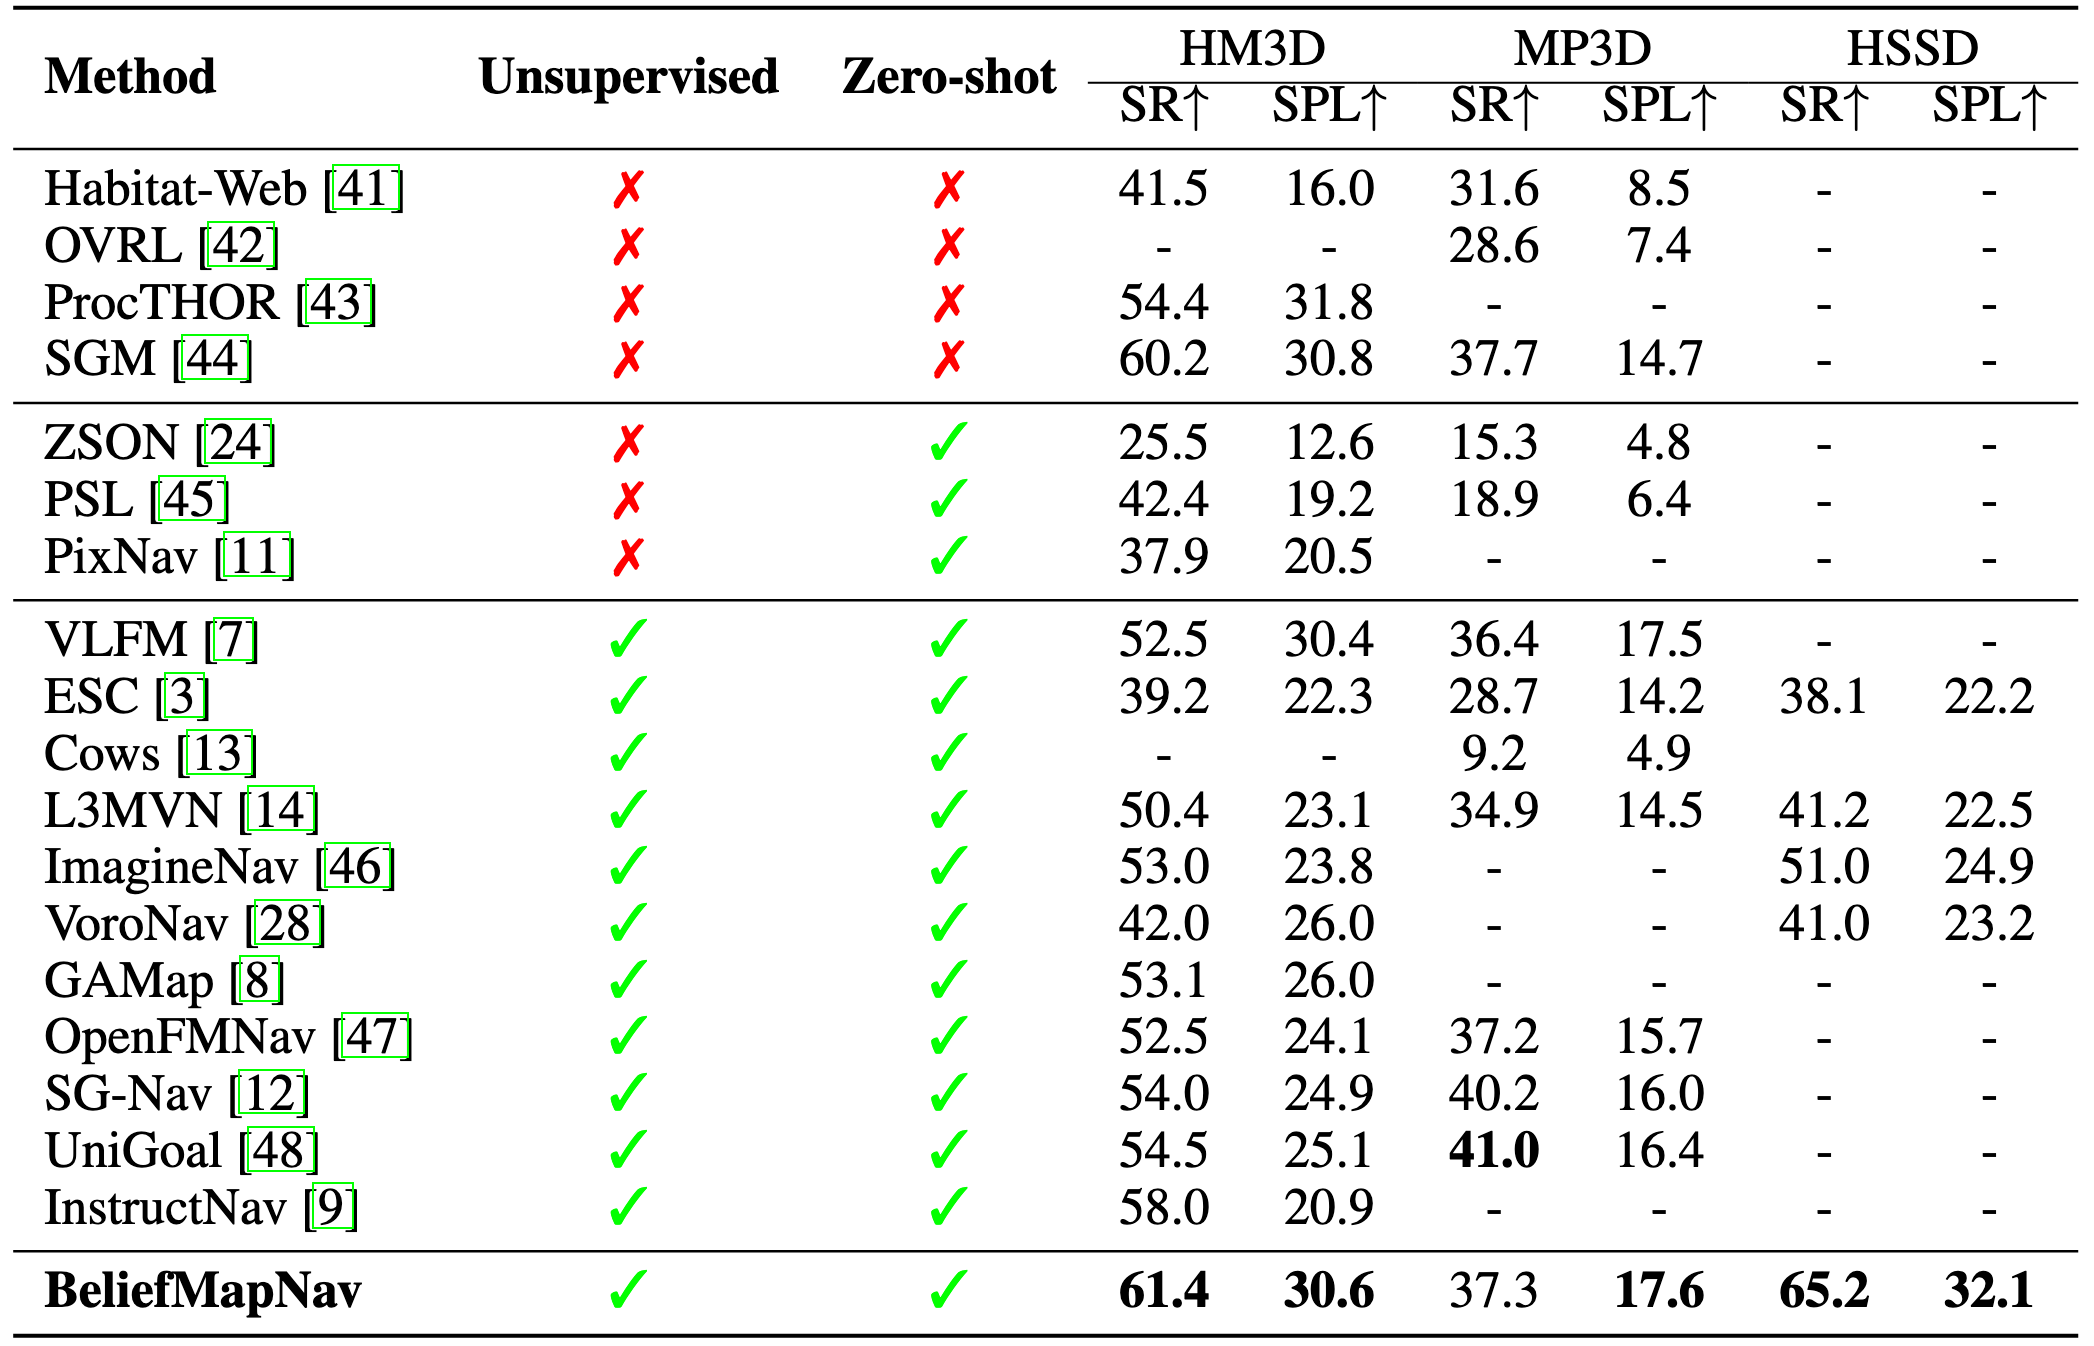 Method Unsupervised Zero-shot HM3D MP3D HSSD
SR↑ SPL↑ SR↑ SPL↑ SR↑ SPL↑
Habitat-Web [41] ✗ ✗ 41.5 16.0 31.6 8.5 - -
OVRL [42] ✗ ✗ - - 28.6 7.4 - -
ProcTHOR [43] ✗ ✗ 54.4 31.8 - - - -
SGM [44] ✗ ✗ 60.2 30.8 37.7 14.7 - -
ZSON [24] ✗ ✓ 25.5 12.6 15.3 4.8 - -
PSL [45] ✗ ✓ 42.4 19.2 18.9 6.4 - -
PixNav [11] ✗ ✓ 37.9 20.5 - - - -
VLFM [7] ✓ ✓ 52.5 30.4 36.4 17.5 - -
ESC [3] ✓ ✓ 39.2 22.3 28.7 14.2 38.1 22.2
Cows [13] ✓ ✓ - - 9.2 4.9
L3MVN [14] ✓ ✓ 50.4 23.1 34.9 14.5 41.2 22.5
ImagineNav [46] ✓ ✓ 53.0 23.8 - - 51.0 24.9
VoroNav [28] ✓ ✓ 42.0 26.0 - - 41.0 23.2
GAMap [8] ✓ ✓ 53.1 26.0 - - - -
OpenFMNav [47] ✓ ✓ 52.5 24.1 37.2 15.7 - -
SG-Nav [12] ✓ ✓ 54.0 24.9 40.2 16.0 - -
UniGoal [48] ✓ ✓ 54.5 25.1 41.0 16.4 - -
InstructNav [9] ✓ ✓ 58.0 20.9 - - - -
BeliefMapNav ✓ ✓ 61.4 30.6 37.3 17.6 65.2 32.1